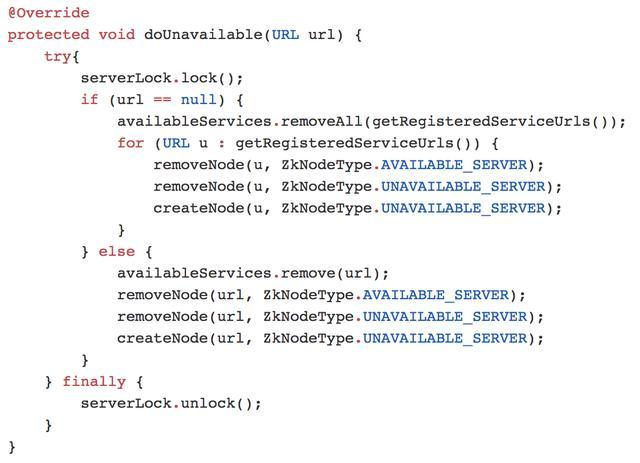 @Override
protected void doUnavailable(URL url) {
    try{
        serverLock.lock();
        if (url == null) {
            availableServices.removeAll(getRegisteredServiceUrls());
            for (URL u : getRegisteredServiceUrls()) {
                removeNode(u, ZkNodeType.AVAILABLE_SERVER);
                removeNode(u, ZkNodeType.UNAVAILABLE_SERVER);
                createNode(u, ZkNodeType.UNAVAILABLE_SERVER);
            }
        } else {
            availableServices.remove(url);
            removeNode(url, ZkNodeType.AVAILABLE_SERVER);
            removeNode(url, ZkNodeType.UNAVAILABLE_SERVER);
            createNode(url, ZkNodeType.UNAVAILABLE_SERVER);
        }
    } finally {
        serverLock.unlock();
    }
}